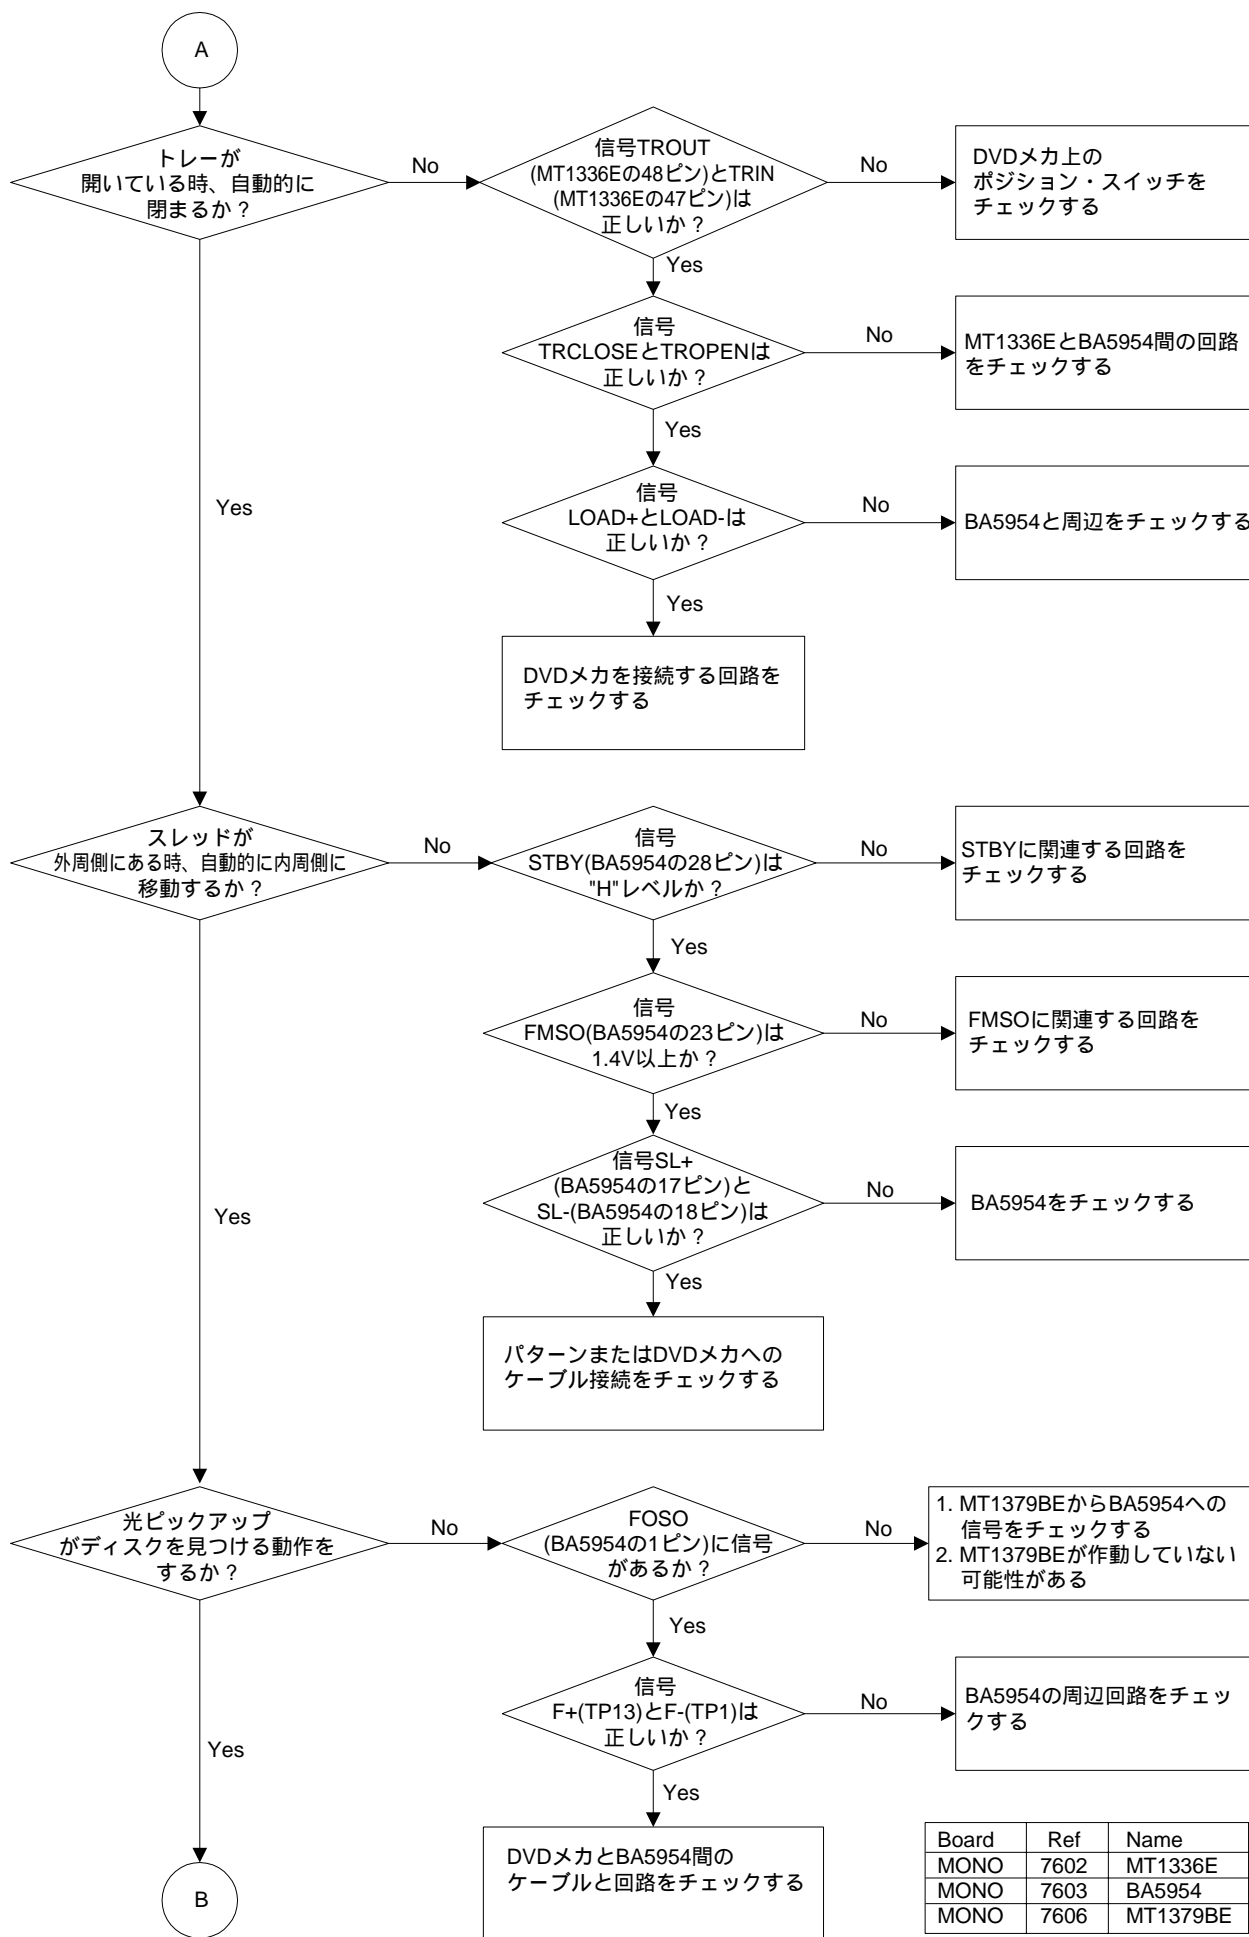 A
トレーが
開いている時、自動的に
閉まるか？
No
信号TROUT
(MT1336Eの48ピン)とTRIN
(MT1336Eの47ピン)は
正しいか？
No
DVDメカ上の
ポジション・スイッチを
チェックする
Yes
信号
TRCLOSEとTROPENは
正しいか？
No
MT1336EとBA5954間の回路
をチェックする
Yes
信号
LOAD+とLOAD-は
正しいか？
No
BA5954と周辺をチェックする
Yes
DVDメカを接続する回路を
チェックする
Yes
スレッドが
外周側にある時、自動的に内周側に
移動するか？
No
信号
STBY(BA5954の28ピン)は
"H"レベルか？
No
STBYに関連する回路を
チェックする
Yes
信号
FMSO(BA5954の23ピン)は
1.4V以上か？
No
FMSOに関連する回路を
チェックする
Yes
信号SL+
(BA5954の17ピン)と
SL-(BA5954の18ピン)は
正しいか？
No
BA5954をチェックする
Yes
パターンまたはDVDメカへの
ケーブル接続をチェックする
Yes
光ピックアップ
がディスクを見つける動作を
するか？
No
FOSO
(BA5954の1ピン)に信号
があるか？
No
1. MT1379BEからBA5954への
信号をチェックする
2. MT1379BEが作動していない
可能性がある
Yes
信号
F+(TP13)とF-(TP1)は
正しいか？
No
BA5954の周辺回路をチェッ
クする
Yes
DVDメカとBA5954間の
ケーブルと回路をチェックする
Yes
B
Board Ref Name
MONO 7602 MT1336E
MONO 7603 BA5954
MONO 7606 MT1379BE